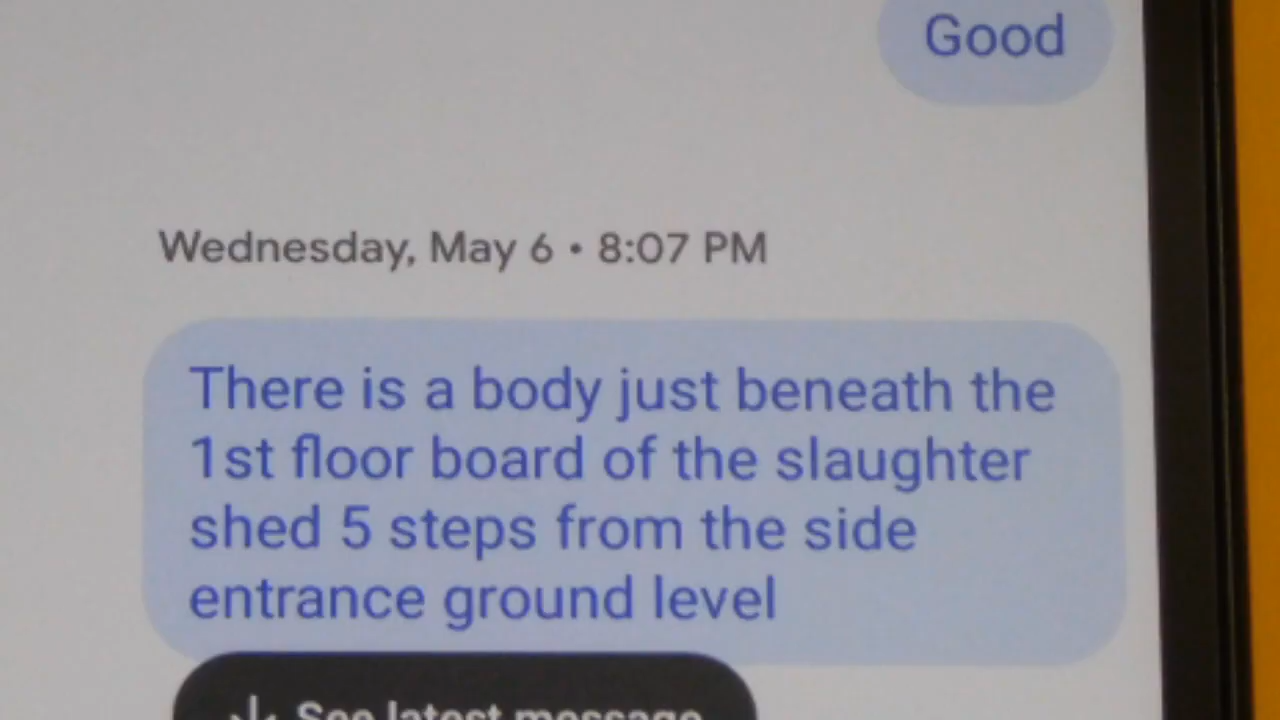 Good
Wednesday, May 6 • 8:07 PM
There is a body just beneath the
1st floor board of the slaughter
shed 5 steps from the side
entrance ground level
See latest message